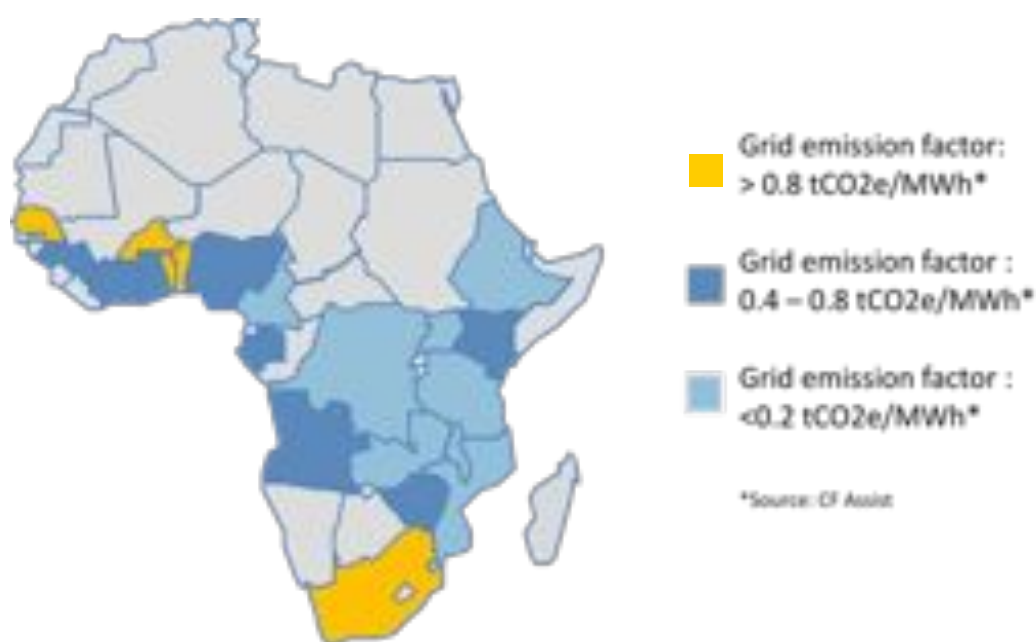 Grid emission factor:
> 0.8 tCO2e/MWh*
Grid emission factor :
0.4 – 0.8 tCO2e/MWh*
Grid emission factor :
<0.2 tCO2e/MWh*
*Source: CF Assist